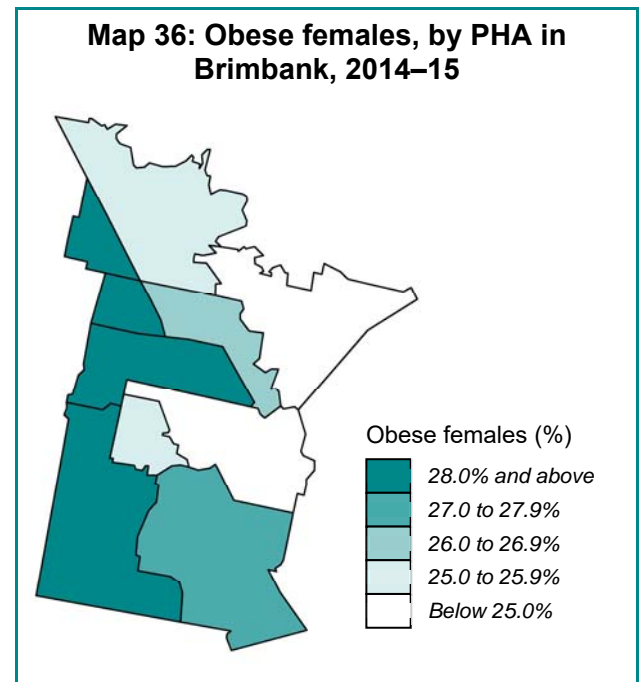 Map 36: Obese females, by PHA in
Brimbank, 2014–15
Obese females (%)
28.0% and above
27.0 to 27.9%
26.0 to 26.9%
25.0 to 25.9%
Below 25.0%